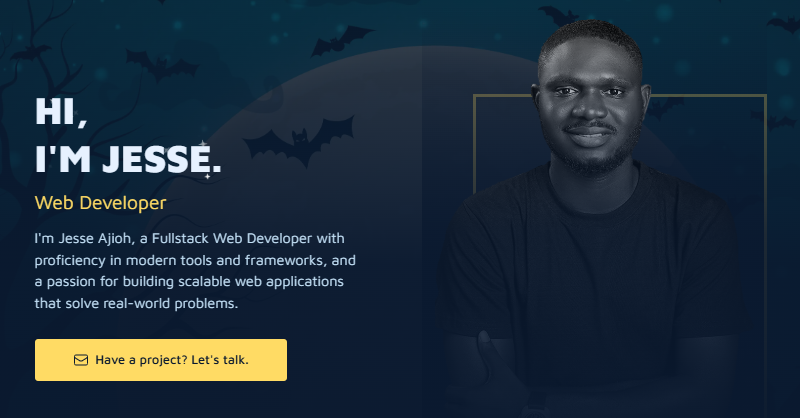 HI,
I'M JESSE.
Web Developer
I'm Jesse Ajioh, a Fullstack Web Developer with
proficiency in modern tools and frameworks, and
a passion for building scalable web applications
that solve real-world problems.
Have a project? Let's talk.